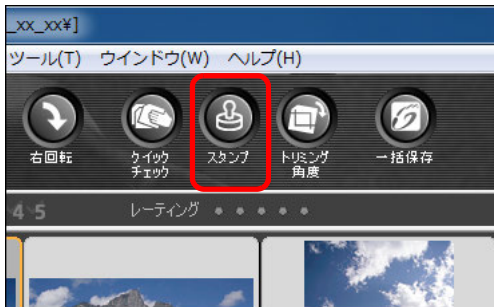 _xx_xx¥]
ツール(T) ウインドウ(W) ヘルプ(H)
右回転
クイック
チェック
スタンプ
トリミング
角度
一括保存
4 5 レーティング